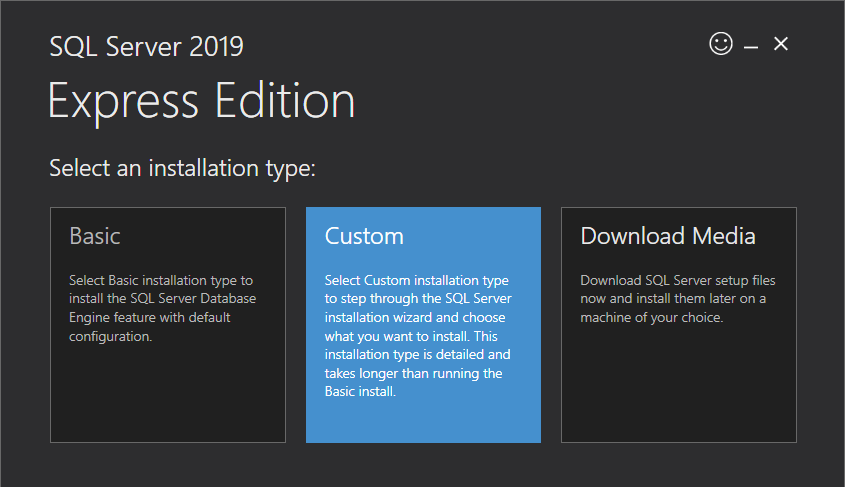 SQL Server 2019
Express Edition
Select an installation type:
Basic
Select Basic installation type to
install the SQL Server Database
Engine feature with default
configuration.
Custom
Select Custom installation type
to step through the SQL Server
installation wizard and choose
what you want to install. This
installation type is detailed and
takes longer than running the
Basic install.
Download Media
Download SQL Server setup files
now and install them later on a
machine of your choice.